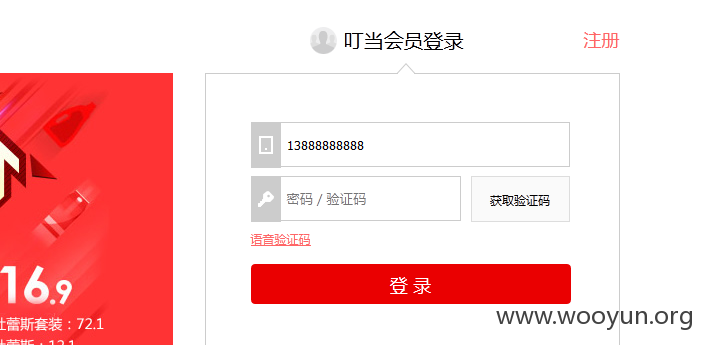 叮当会员登录
注册
13888888888
密码 / 验证码
获取验证码
语音验证码
登 录
16.9
杜蕾斯套装：72.1
www.wooyun.org